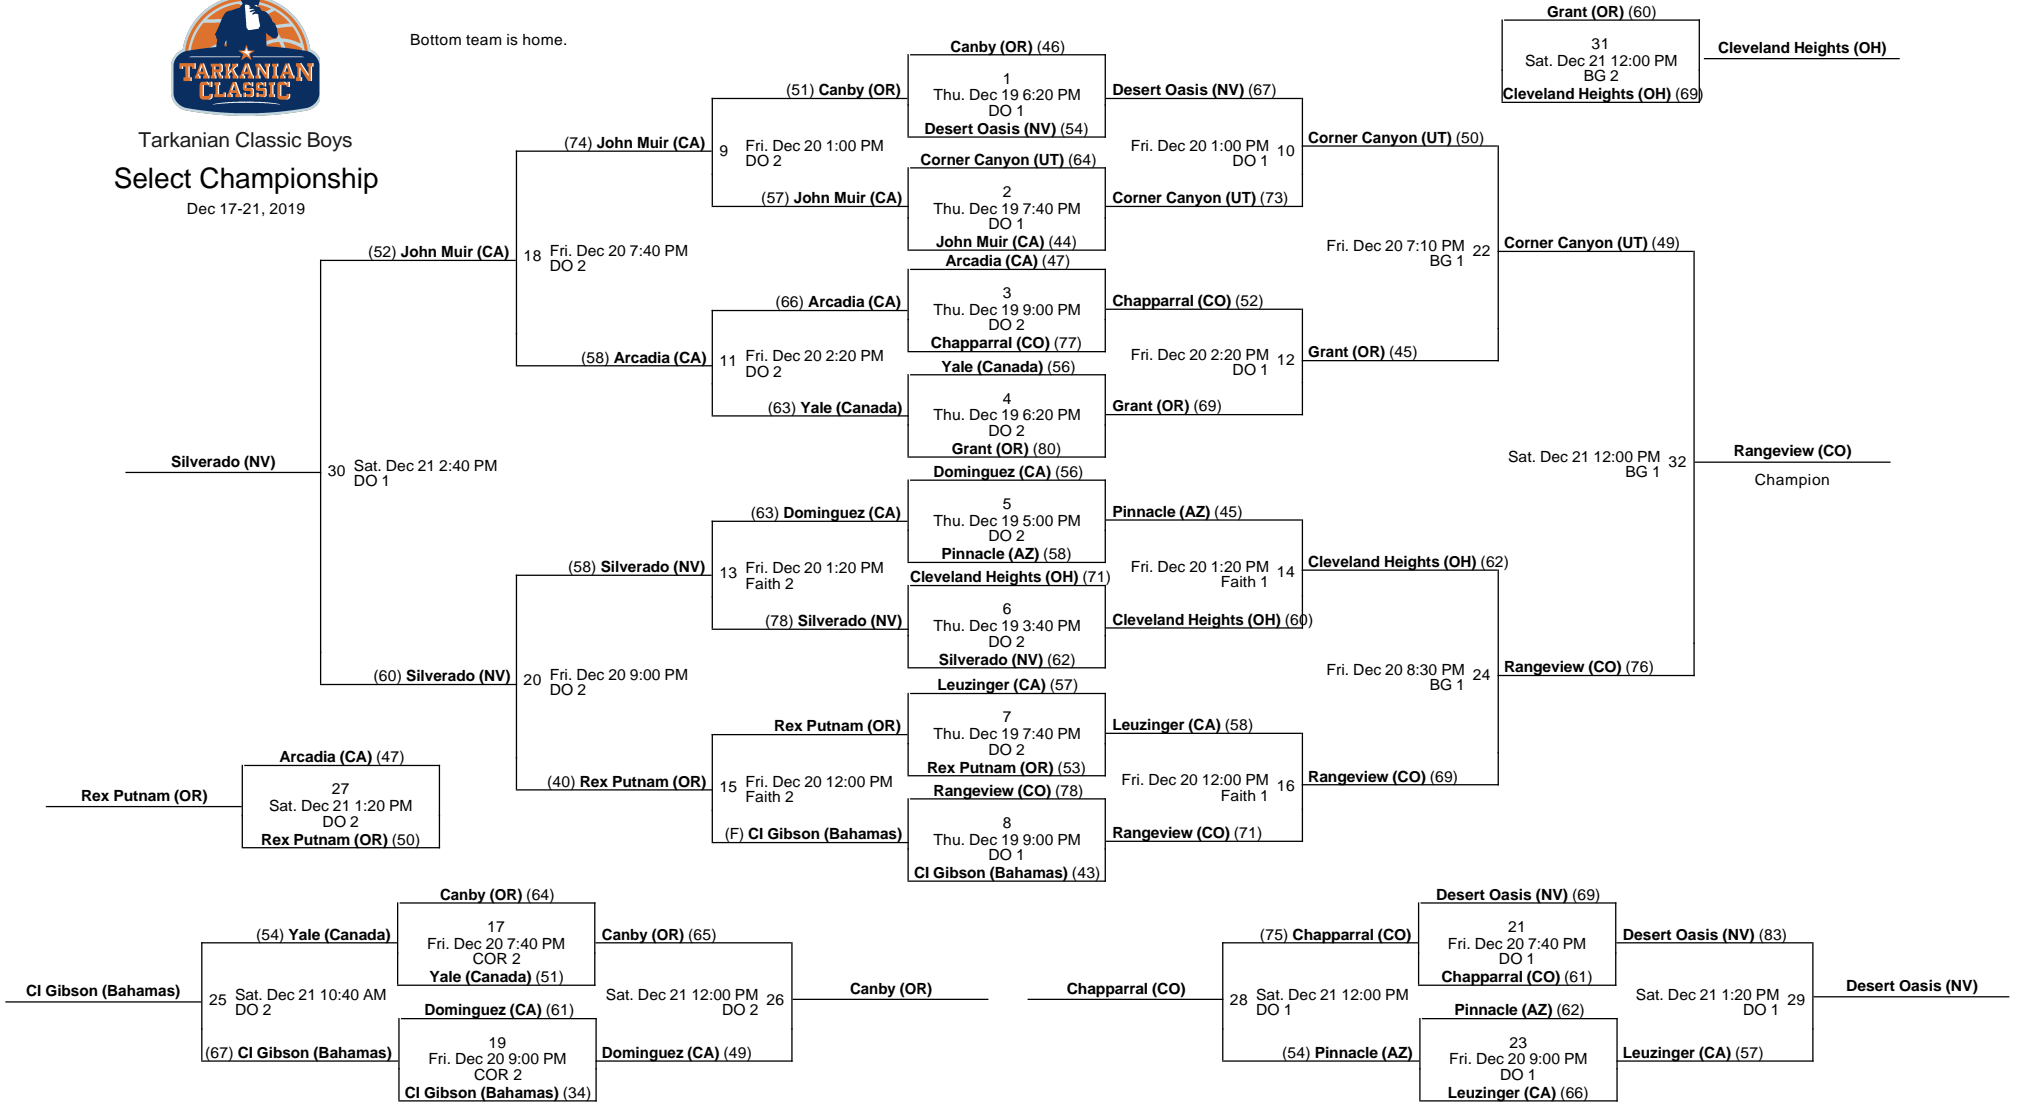 TARKANIAN
CLASSIC
Tarkanian Classic Boys
Select Championship
Dec 17-21, 2019
Bottom team is home.
Canby (OR) (46)
1
Thu. Dec 19 6:20 PM
DO 1
Desert Oasis (NV) (54)
Corner Canyon (UT) (64)
2
Thu. Dec 19 7:40 PM
DO 1
John Muir (CA) (44)
Arcadia (CA) (47)
3
Thu. Dec 19 9:00 PM
DO 2
Chapparral (CO) (77)
Yale (Canada) (56)
4
Thu. Dec 19 6:20 PM
DO 2
Grant (OR) (80)
Dominguez (CA) (56)
5
Thu. Dec 19 5:00 PM
DO 2
Pinnacle (AZ) (58)
Cleveland Heights (OH) (71)
6
Thu. Dec 19 3:40 PM
DO 2
Silverado (NV) (62)
Leuzinger (CA) (57)
7
Thu. Dec 19 7:40 PM
DO 2
Rex Putnam (OR) (53)
Rangeview (CO) (78)
8
Thu. Dec 19 9:00 PM
DO 1
CI Gibson (Bahamas) (43)
(51) Canby (OR)
9 Fri. Dec 20 1:00 PM
DO 2
(57) John Muir (CA)
(66) Arcadia (CA)
11 Fri. Dec 20 2:20 PM
DO 2
(63) Yale (Canada)
(63) Dominguez (CA)
13 Fri. Dec 20 1:20 PM
Faith 2
(78) Silverado (NV)
Rex Putnam (OR)
15 Fri. Dec 20 12:00 PM
Faith 2
(F) CI Gibson (Bahamas)
(74) John Muir (CA)
18 Fri. Dec 20 7:40 PM
DO 2
(58) Arcadia (CA)
(58) Silverado (NV)
20 Fri. Dec 20 9:00 PM
DO 2
(40) Rex Putnam (OR)
(52) John Muir (CA)
30 Sat. Dec 21 2:40 PM
DO 1
(60) Silverado (NV)
Silverado (NV)
Desert Oasis (NV) (67)
Fri. Dec 20 1:00 PM 10
DO 1
Corner Canyon (UT) (73)
Chapparral (CO) (52)
Fri. Dec 20 2:20 PM 12
DO 1
Grant (OR) (69)
Pinnacle (AZ) (45)
Fri. Dec 20 1:20 PM 14
Faith 1
Cleveland Heights (OH) (60)
Leuzinger (CA) (58)
Fri. Dec 20 12:00 PM 16
Faith 1
Rangeview (CO) (71)
Corner Canyon (UT) (50)
Fri. Dec 20 7:10 PM 22
BG 1
Grant (OR) (45)
Cleveland Heights (OH) (62)
Fri. Dec 20 8:30 PM 24
BG 1
Rangeview (CO) (69)
Corner Canyon (UT) (49)
Sat. Dec 21 12:00 PM 32
BG 1
Rangeview (CO) (76)
Rangeview (CO)
Champion
Grant (OR) (60)
31
Sat. Dec 21 12:00 PM
BG 2
Cleveland Heights (OH) (69)
Cleveland Heights (OH)
Arcadia (CA) (47)
27
Sat. Dec 21 1:20 PM
DO 2
Rex Putnam (OR) (50)
Rex Putnam (OR)
Canby (OR) (64)
17
Fri. Dec 20 7:40 PM
COR 2
Yale (Canada) (51)
Dominguez (CA) (61)
19
Fri. Dec 20 9:00 PM
COR 2
CI Gibson (Bahamas) (34)
(54) Yale (Canada)
25 Sat. Dec 21 10:40 AM
DO 2
(67) CI Gibson (Bahamas)
CI Gibson (Bahamas)
Canby (OR) (65)
Sat. Dec 21 12:00 PM 26
DO 2
Dominguez (CA) (49)
Canby (OR)
Desert Oasis (NV) (69)
21
Fri. Dec 20 7:40 PM
DO 1
Chapparral (CO) (61)
Pinnacle (AZ) (62)
23
Fri. Dec 20 9:00 PM
DO 1
Leuzinger (CA) (66)
(75) Chapparral (CO)
28 Sat. Dec 21 12:00 PM
DO 1
(54) Pinnacle (AZ)
Chapparral (CO)
Desert Oasis (NV) (83)
Sat. Dec 21 1:20 PM 29
DO 1
Leuzinger (CA) (57)
Desert Oasis (NV)